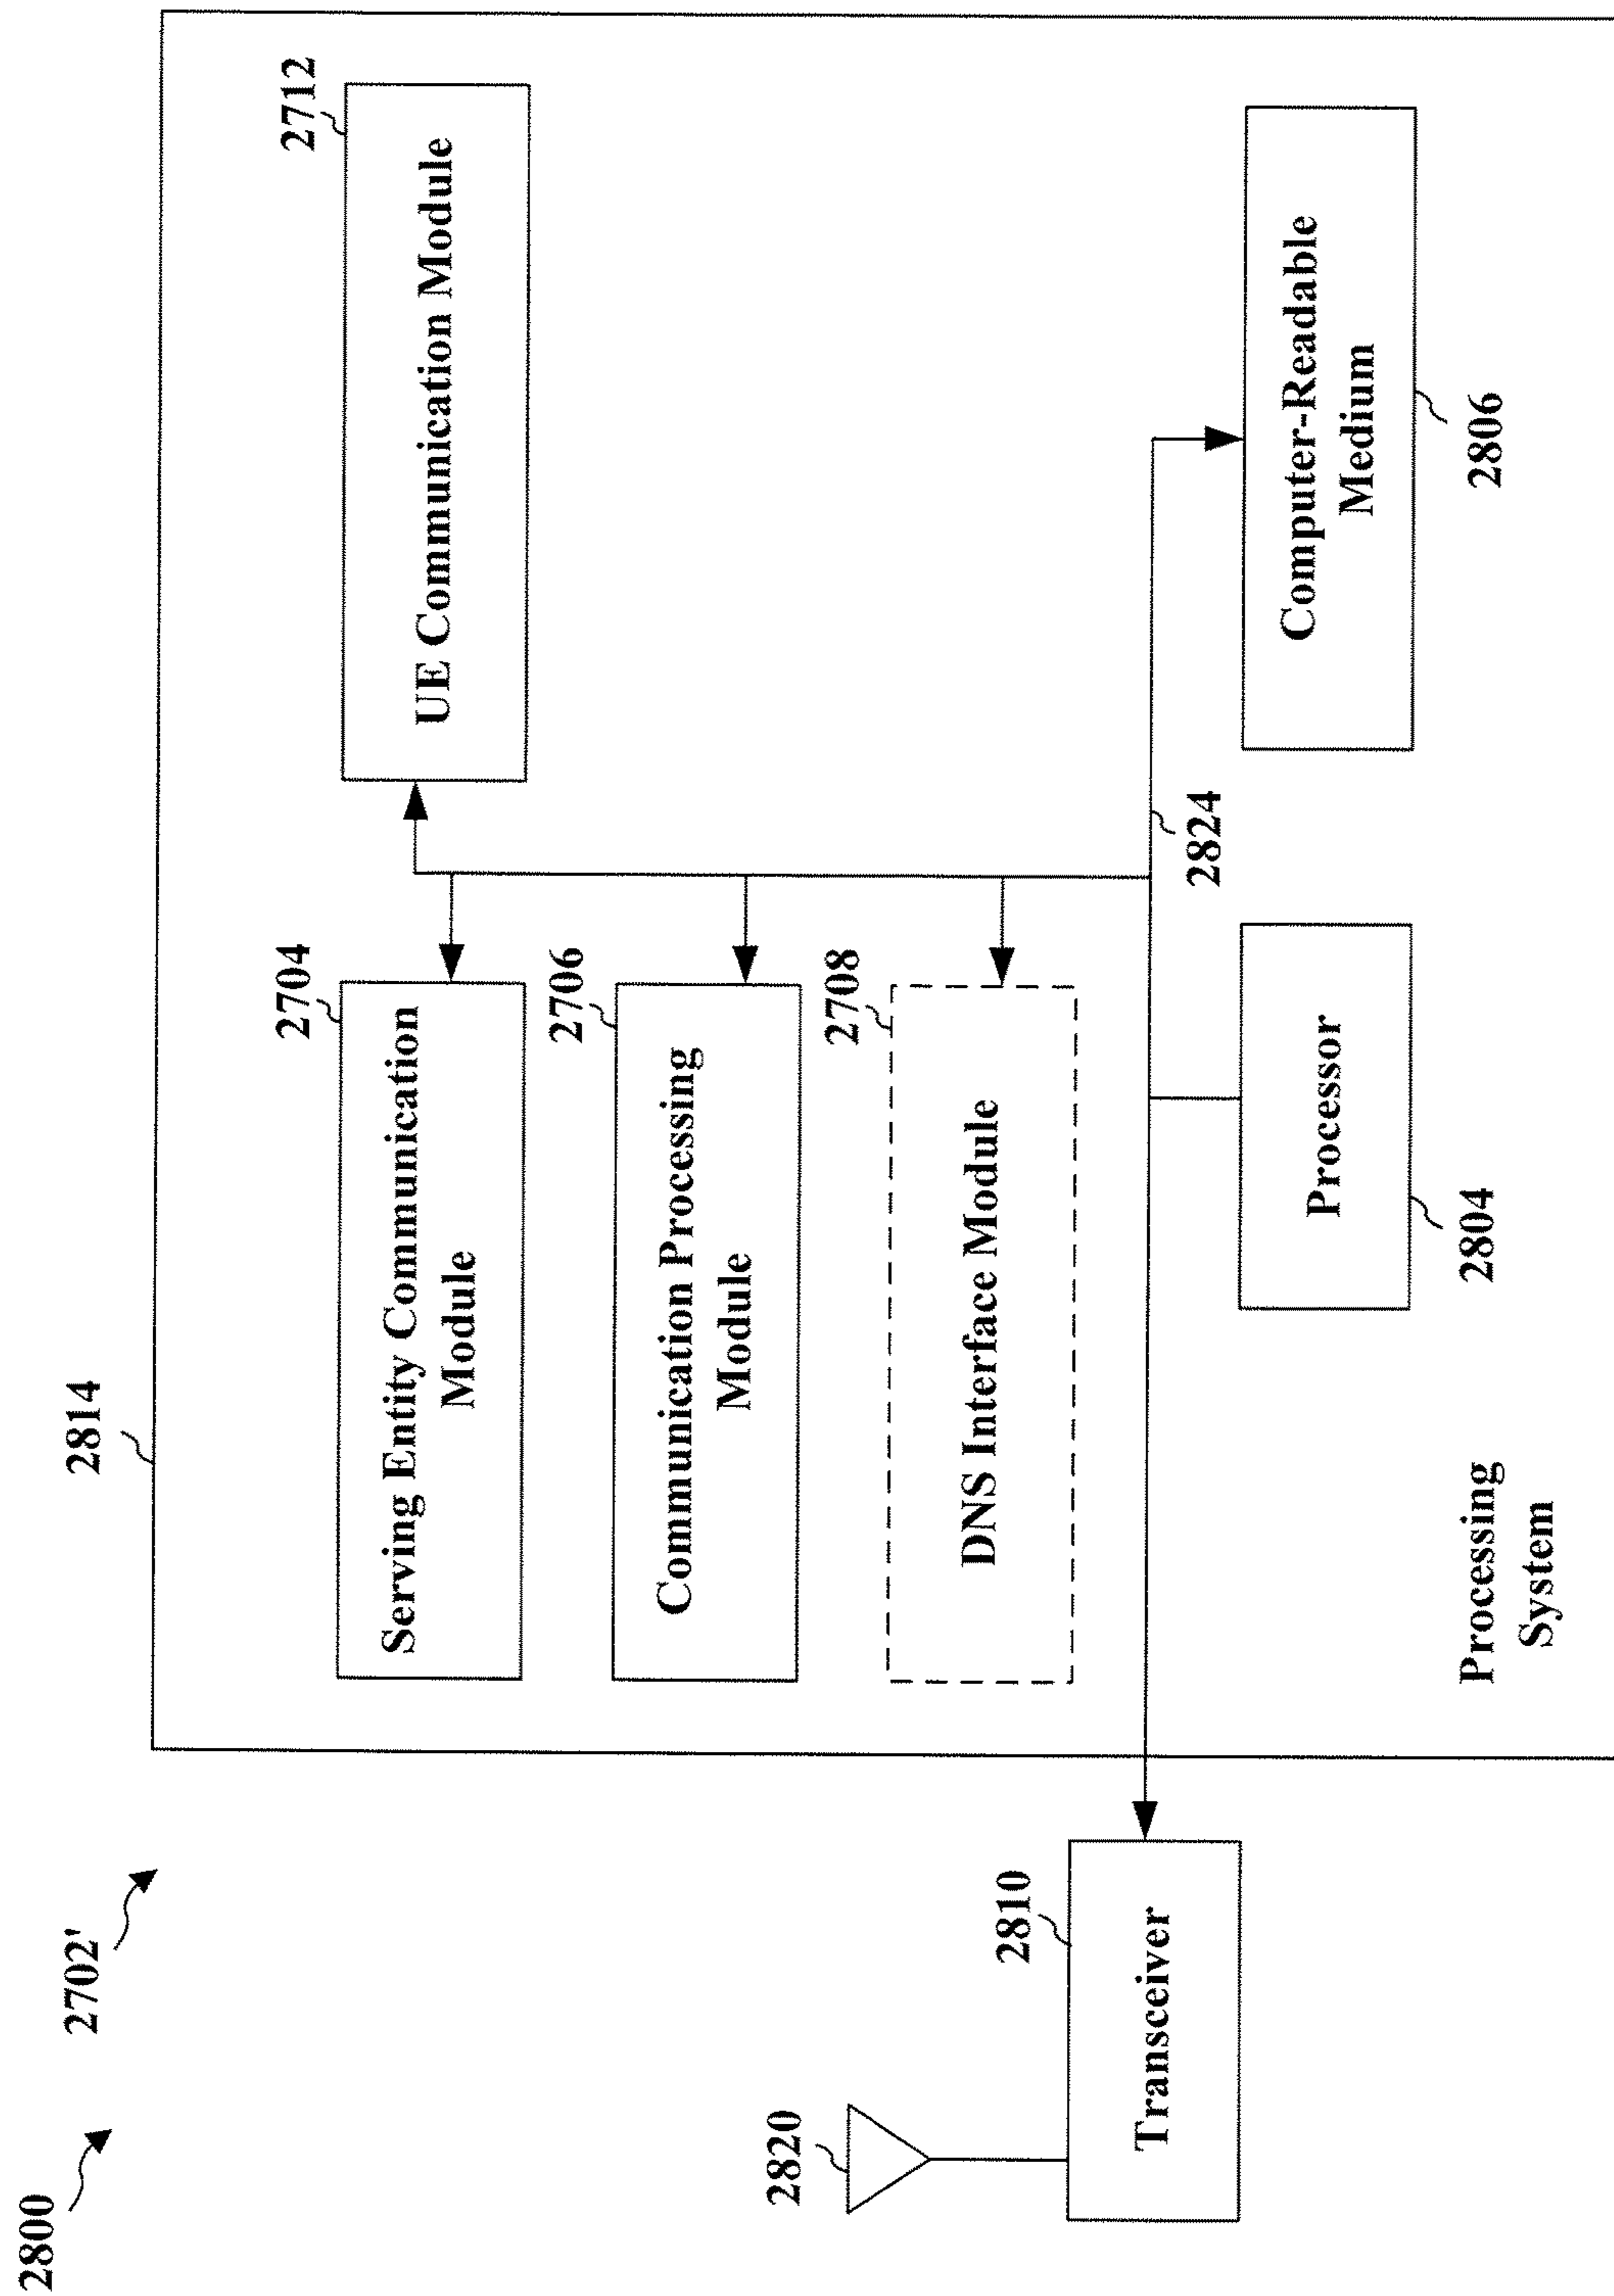 2800
2702'
2814
2704
Serving Entity Communication
Module
2712
UE Communication Module
2706
Communication Processing
Module
2708
DNS Interface Module
2820
2810
Transceiver
2824
Processor
2804
Computer-Readable
Medium
2806
Processing
System